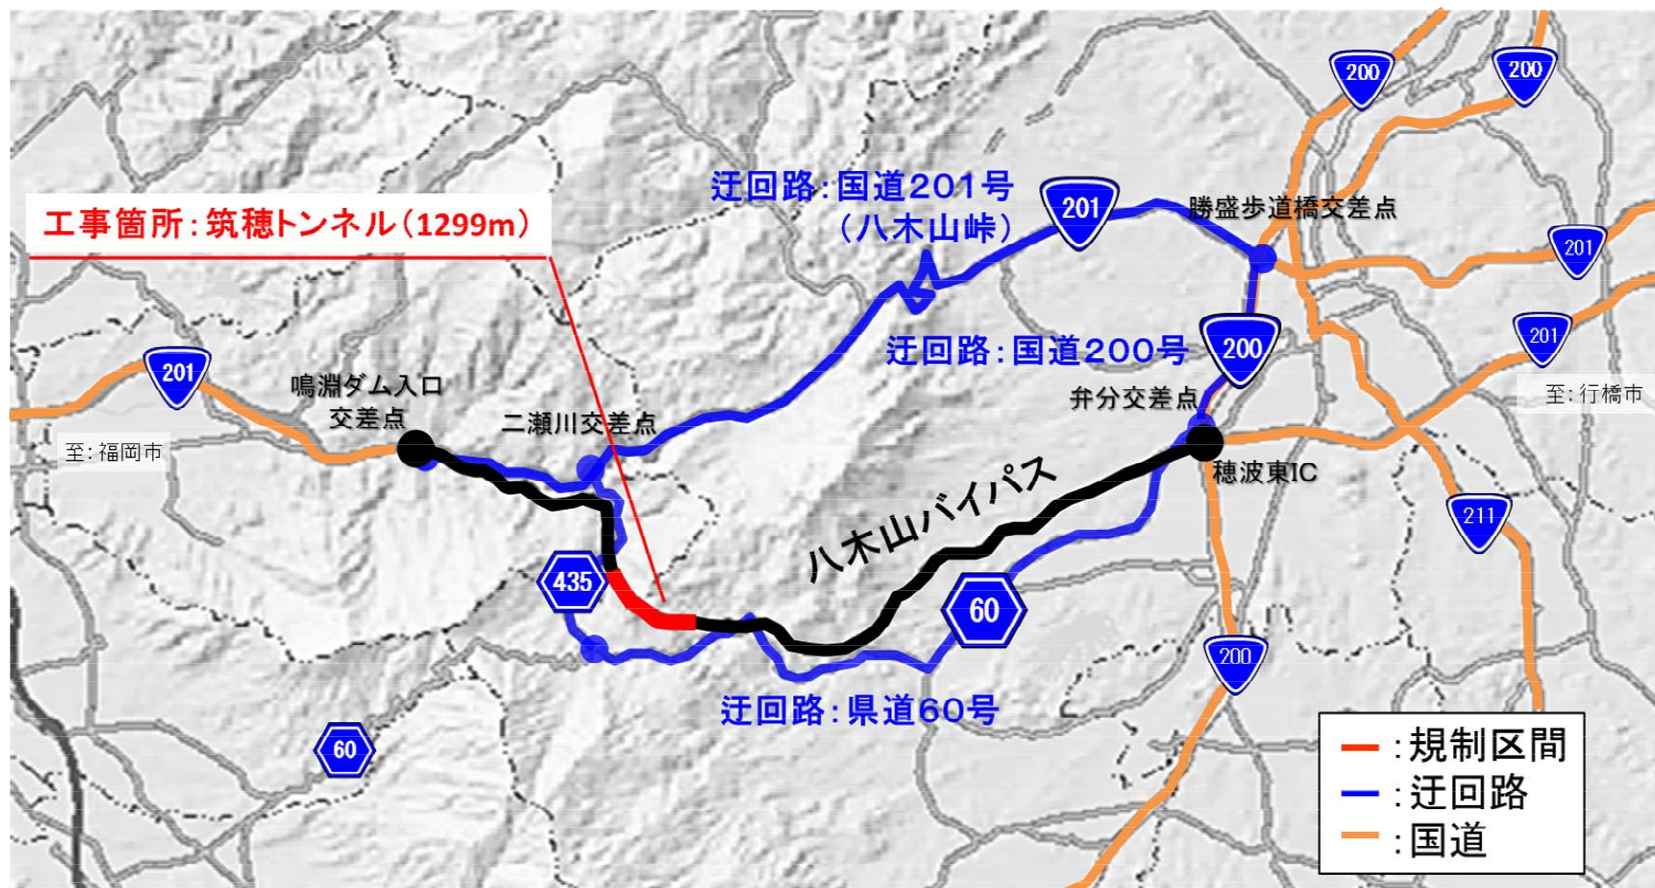 200
200
迂回路:国道201号
(八木山峠)
201
勝盛歩道橋交差点
工事箇所:筑穂トンネル(1299m)
201
迂回路:国道200号
200
201
201
鳴淵ダム入口
交差点
弁分交差点
至:行橋市
二瀬川交差点
至:福岡市
穂波東IC
八木山バイパス
211
435
60
200
迂回路:県道60号
60
:規制区間
:迂回路
:国道